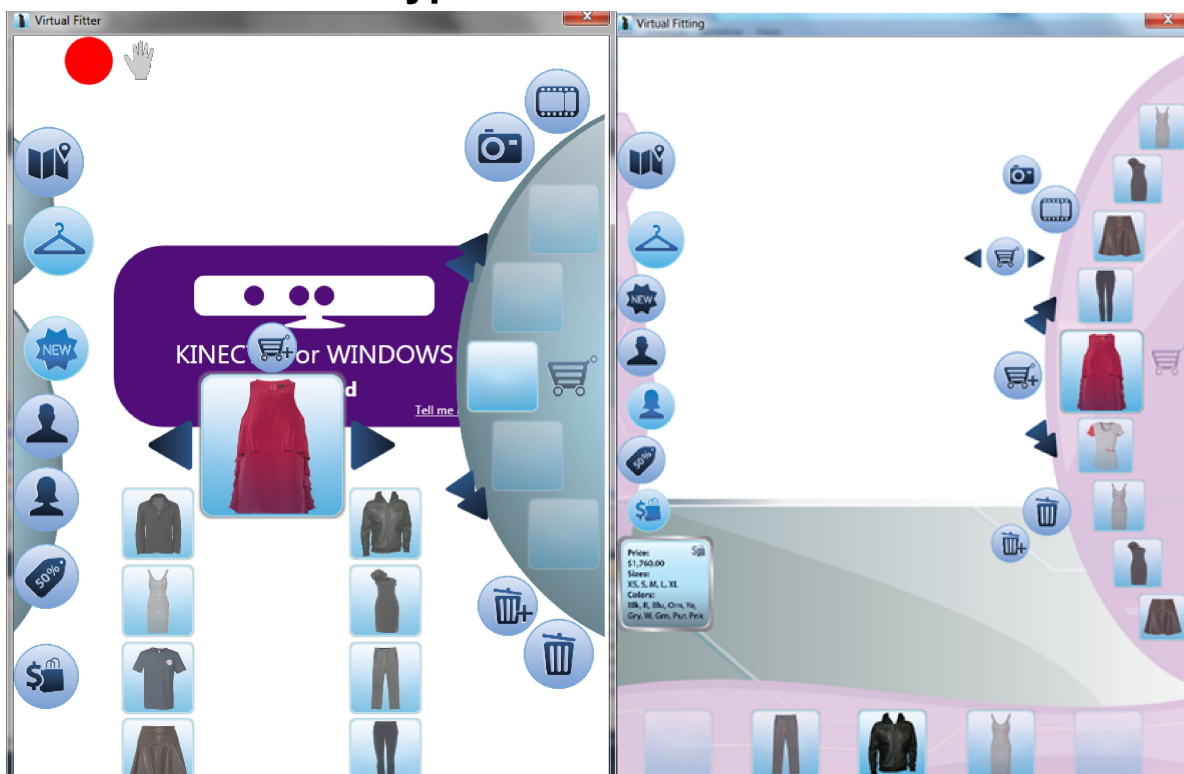 Virtual Fitter
NEW
50%
$
KINECT for WINDOWS
d
Tell me
Virtual Fitting
NEW
50%
$
Price:
$1,760.00
Sizes:
XS, S, M, L, XL
Colors:
Blk, R, Blu, Orn, Ye,
Gry, W, Grn, Pur, Pnk